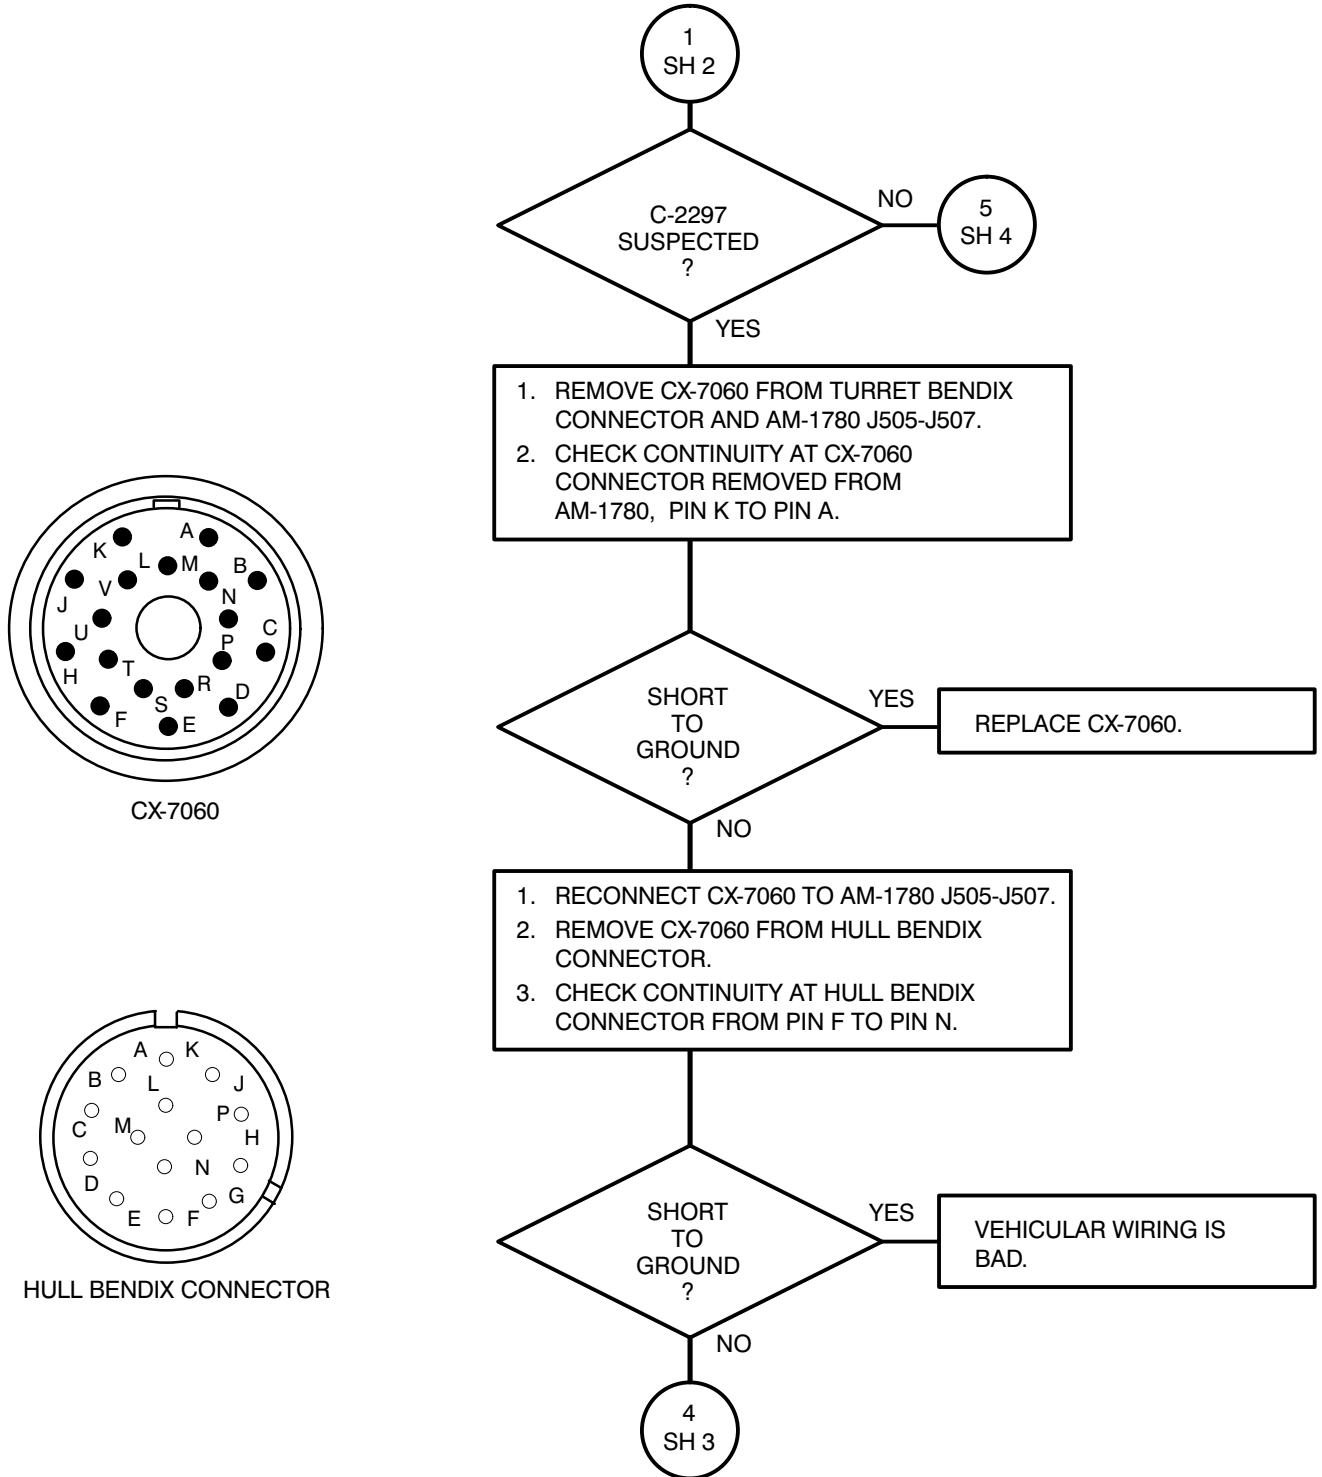 1
SH 2
C-2297
SUSPECTED
?
NO
5
SH 4
YES
1. REMOVE CX-7060 FROM TURRET BENDIX
CONNECTOR AND AM-1780 J505-J507.
2. CHECK CONTINUITY AT CX-7060
CONNECTOR REMOVED FROM
AM-1780, PIN K TO PIN A.
K
A
L
M
B
V
J
N
U
C
P
H
T
R
D
F
S
E
CX-7060
SHORT
TO
GROUND
?
YES
REPLACE CX-7060.
NO
1. RECONNECT CX-7060 TO AM-1780 J505-J507.
2. REMOVE CX-7060 FROM HULL BENDIX
CONNECTOR.
3. CHECK CONTINUITY AT HULL BENDIX
CONNECTOR FROM PIN F TO PIN N.
A
K
B
L
J
C
M
P
H
D
N
G
E
F
HULL BENDIX CONNECTOR
SHORT
TO
GROUND
?
YES
VEHICULAR WIRING IS
BAD.
NO
4
SH 3